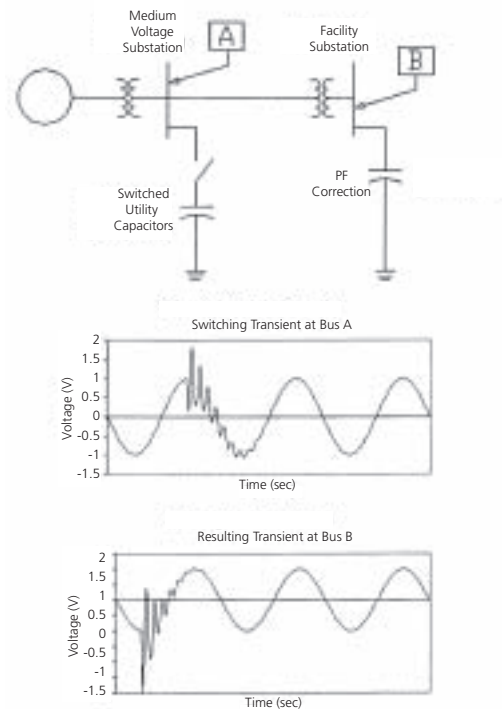 Medium
Voltage
Substation
A
Facility
Substation
B
PF
Correction
Switched
Utility
Capacitors
Switching Transient at Bus A
Voltage (V)
2
1.5
1
0.5
0
-0.5
-1
-1.5
Time (sec)
Resulting Transient at Bus B
Voltage (V)
2
1.5
1
0.5
0
-0.5
-1
-1.5
Time (sec)